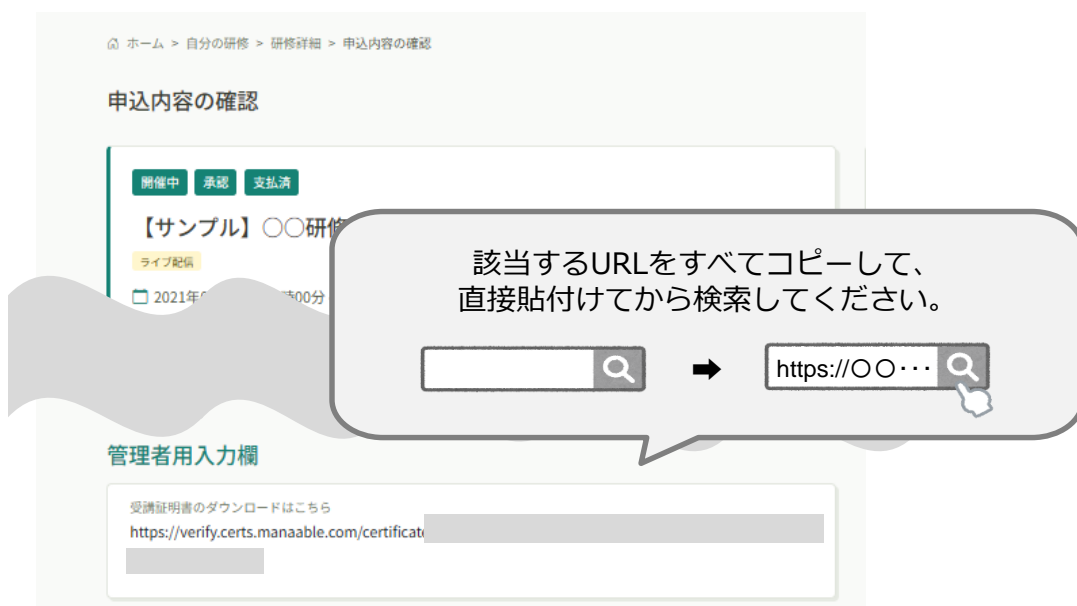 ホーム > 自分の研修 > 研修詳細 > 申込内容の確認
申込内容の確認
開催中 承認 支払済
【サンプル】〇〇研修
ライブ配信
2021年 時00分
該当するURLをすべてコピーして、
直接貼付けてから検索してください。
➡ https://〇〇･･･
管理者用入力欄
受講証明書のダウンロードはこちら
https://verify.certs.manaable.com/certificate